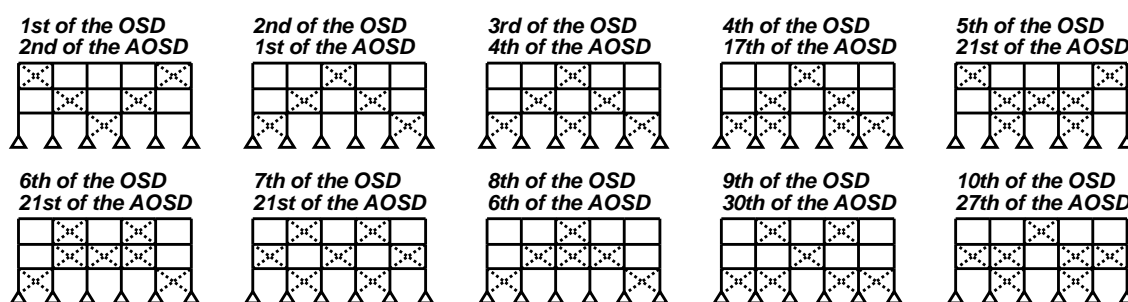 1st of the OSD
2nd of the AOSD
2nd of the OSD
1st of the AOSD
3rd of the OSD
4th of the AOSD
4th of the OSD
17th of the AOSD
5th of the OSD
21st of the AOSD
6th of the OSD
21st of the AOSD
7th of the OSD
21st of the AOSD
8th of the OSD
6th of the AOSD
9th of the OSD
30th of the AOSD
10th of the OSD
27th of the AOSD